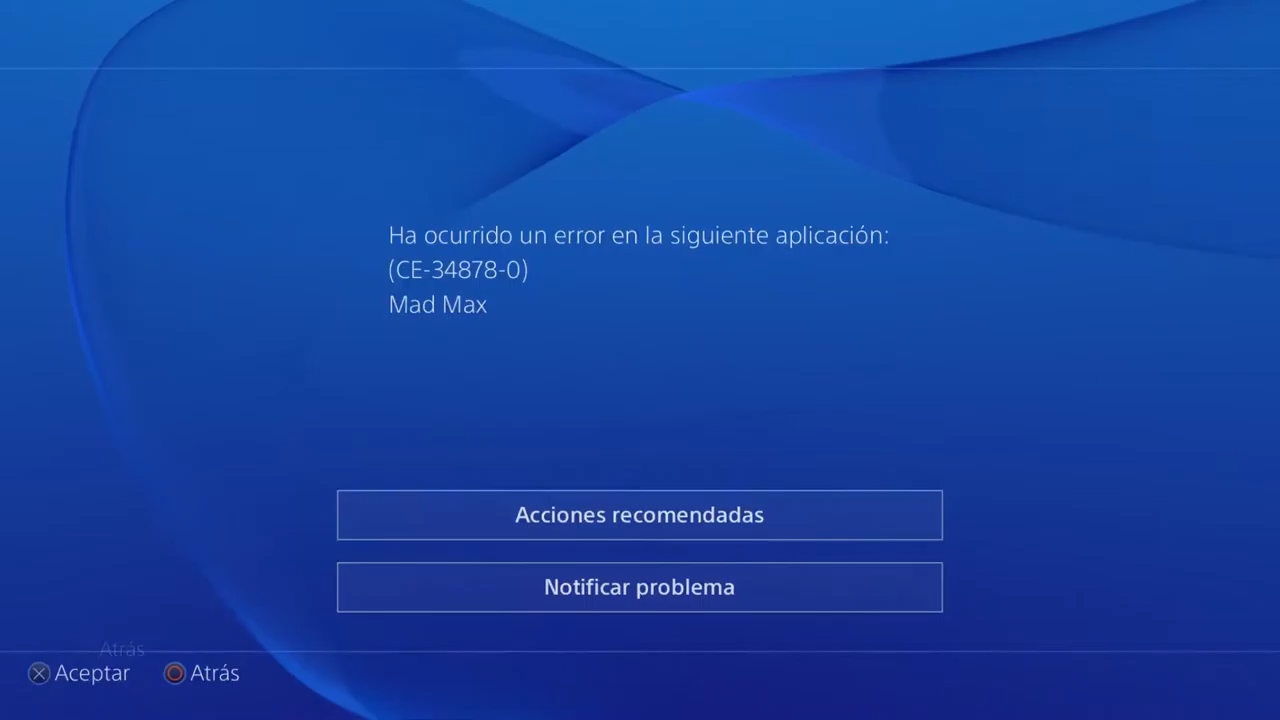 Ha ocurrido un error en la siguiente aplicación:
(CE-34878-0)
Mad Max
Acciones recomendadas
Notificar problema
Atrás
Aceptar Atrás